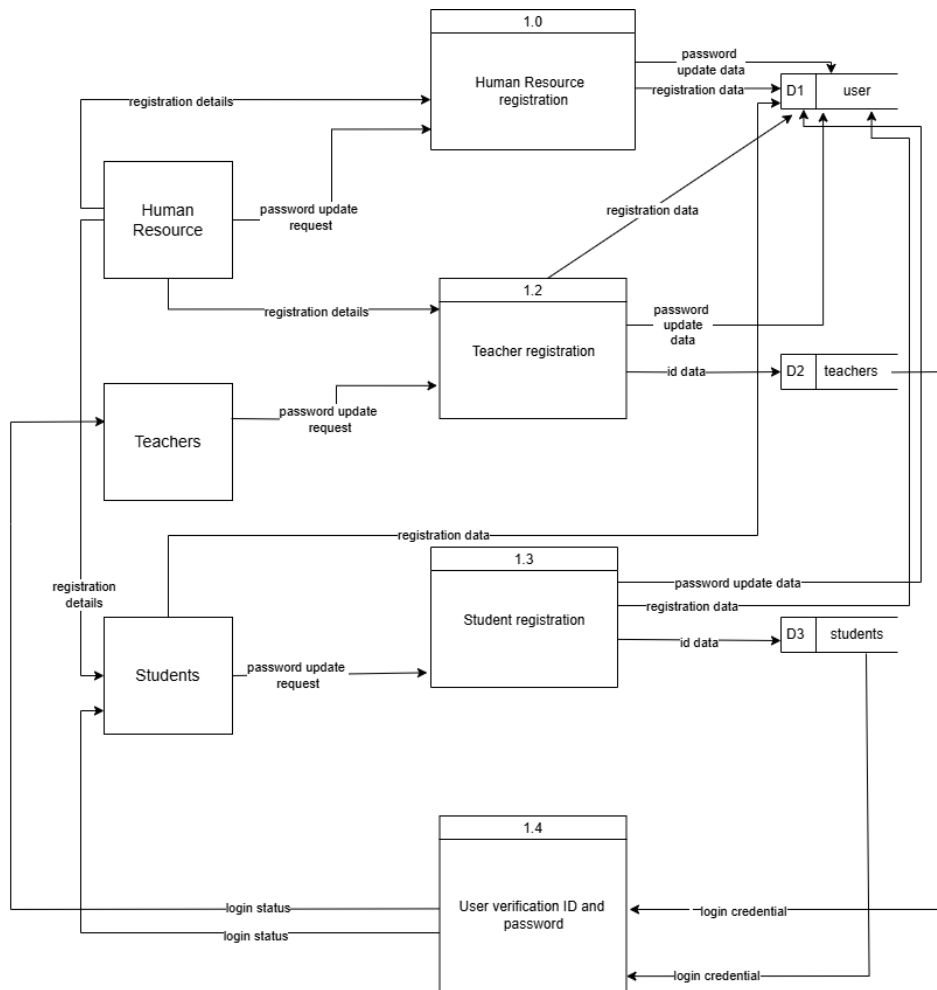 1.0
Human Resource
registration
password
update data
registration data
D1
user
registration details
Human
Resource
password update
request
registration data
1.2
Teacher registration
registration details
password
update
data
id data
D2
teachers
Teachers
password update
request
registration data
1.3
Student registration
password update data
registration data
id data
D3
students
registration
details
Students
password update
request
1.4
User verification ID and
password
login status
login status
login credential
login credential